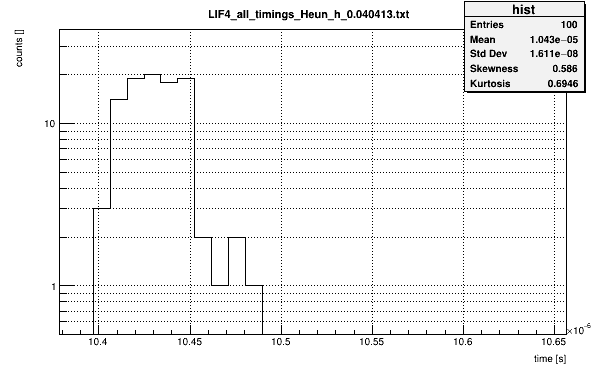 LIF4_all_timings_Heun_h_0.040413.txt
hist
Entries 100
Mean 1.043e−05
Std Dev 1.611e−08
Skewness 0.586
Kurtosis 0.6946
counts []
10
1
10.4 10.45 10.5 10.55 10.6 10.65
×10⁻⁶
time [s]